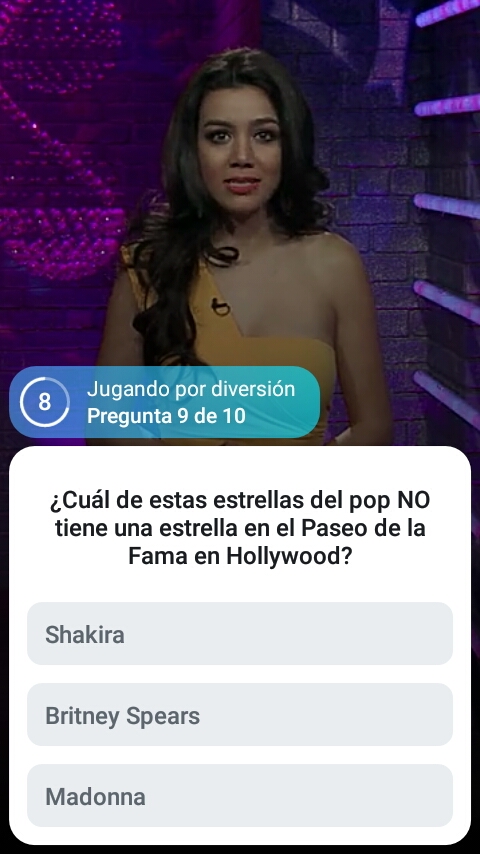 8
Jugando por diversión
Pregunta 9 de 10
¿Cuál de estas estrellas del pop NO
tiene una estrella en el Paseo de la
Fama en Hollywood?
Shakira
Britney Spears
Madonna